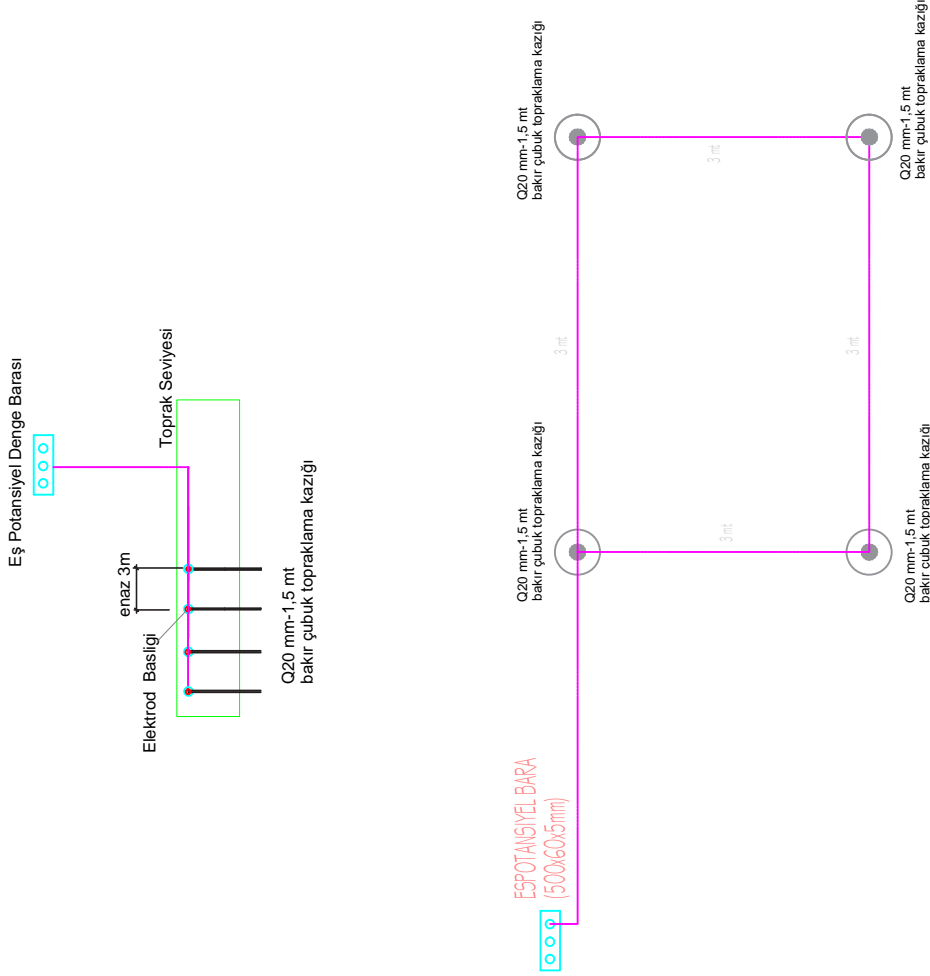 Eş Potansiyel Denge Barası
Toprak Seviyesi
enaz 3m
Elektrod Basligi
Q20 mm-1,5 mt
bakır çubuk topraklama kazığı
ESPOTANSIYEL BARA
(500x60x5mm)
Q20 mm-1,5 mt
bakır çubuk topraklama kazığı
Q20 mm-1,5 mt
bakır çubuk topraklama kazığı
3 mt
3 mt
3 mt
3 mt
Q20 mm-1,5 mt
bakır çubuk topraklama kazığı
Q20 mm-1,5 mt
bakır çubuk topraklama kazığı